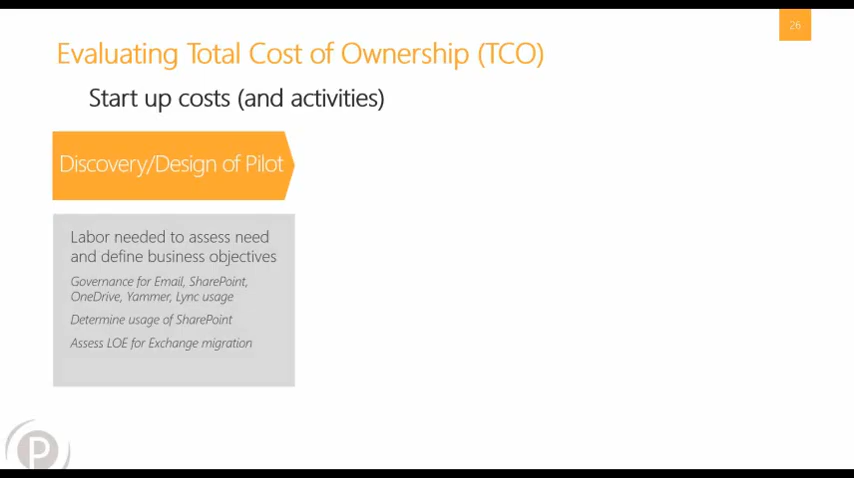 26
Evaluating Total Cost of Ownership (TCO)
Start up costs (and activities)
Discovery/Design of Pilot
Labor needed to assess need
and define business objectives
Governance for Email, SharePoint,
OneDrive, Yammer, Lync usage
Determine usage of SharePoint
Assess LOE for Exchange migration
P